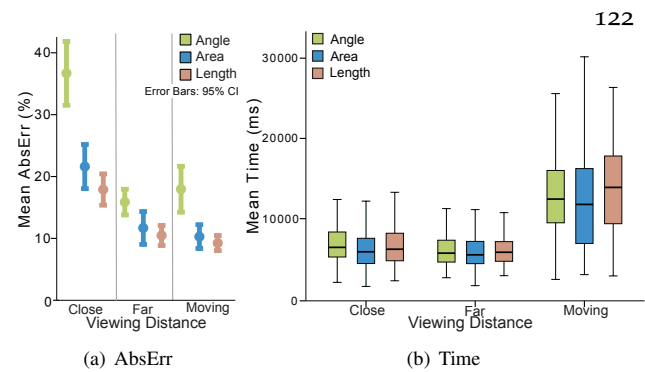 122
40
30
20
10
0
Mean AbsErr (%)
Angle
Area
Length
Error Bars: 95% CI
Close Far Moving
Viewing Distance
(a) AbsErr
30000
20000
10000
0
Mean Time (ms)
Angle
Area
Length
Close Far Moving
Viewing Distance
(b) Time